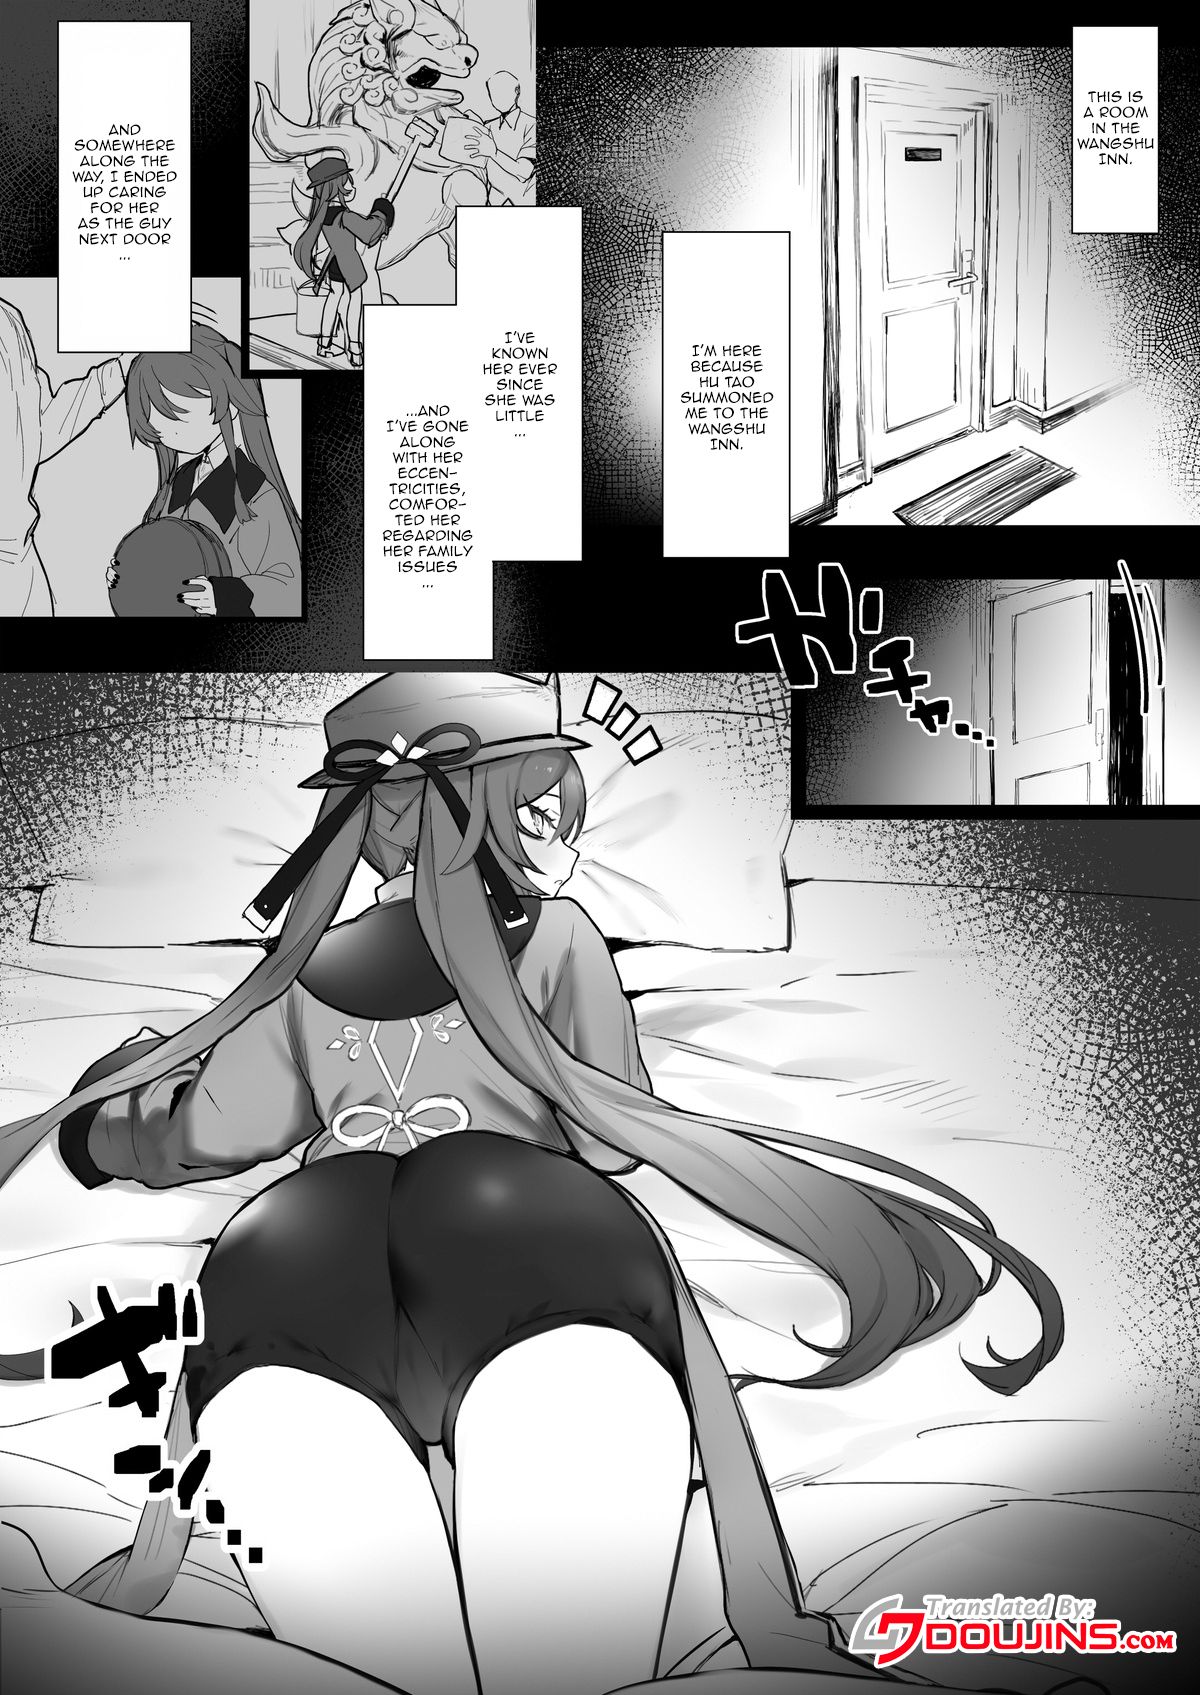 THIS IS
A ROOM
IN THE
WANGSHU
INN.
I'M HERE
BECAUSE
HU TAO
SUMMONED
ME TO THE
WANGSHU
INN.
I'VE
KNOWN
HER EVER
SINCE
SHE WAS
LITTLE
...
...AND
I'VE GONE
ALONG
WITH HER
ECCEN-
TRICITIES,
COMFOR-
TED HER
REGARDING
HER FAMILY
ISSUES
...
AND
SOMEWHERE
ALONG THE
WAY, I ENDED
UP CARING
FOR HER
AS THE GUY
NEXT DOOR
...
ガチャ...
Translated By:
DOUJINS.COM